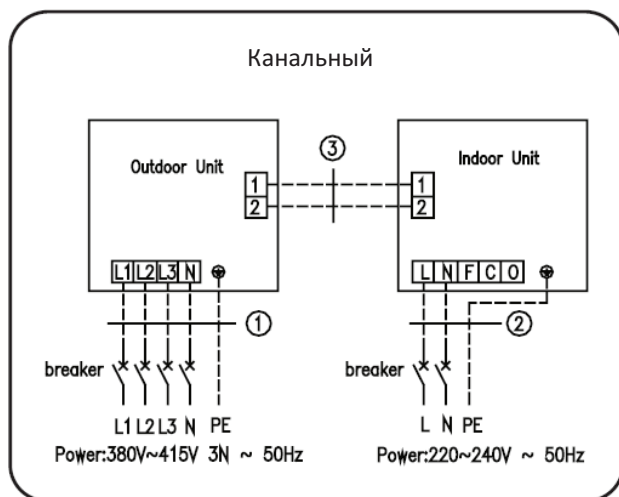 Канальный
Outdoor Unit
Indoor Unit
3
1
2
1
2
L1 L2 L3 N
L N F C O
1
2
breaker
breaker
L1 L2 L3 N PE
L N PE
Power:380V~415V 3N ~ 50Hz
Power:220~240V ~ 50Hz